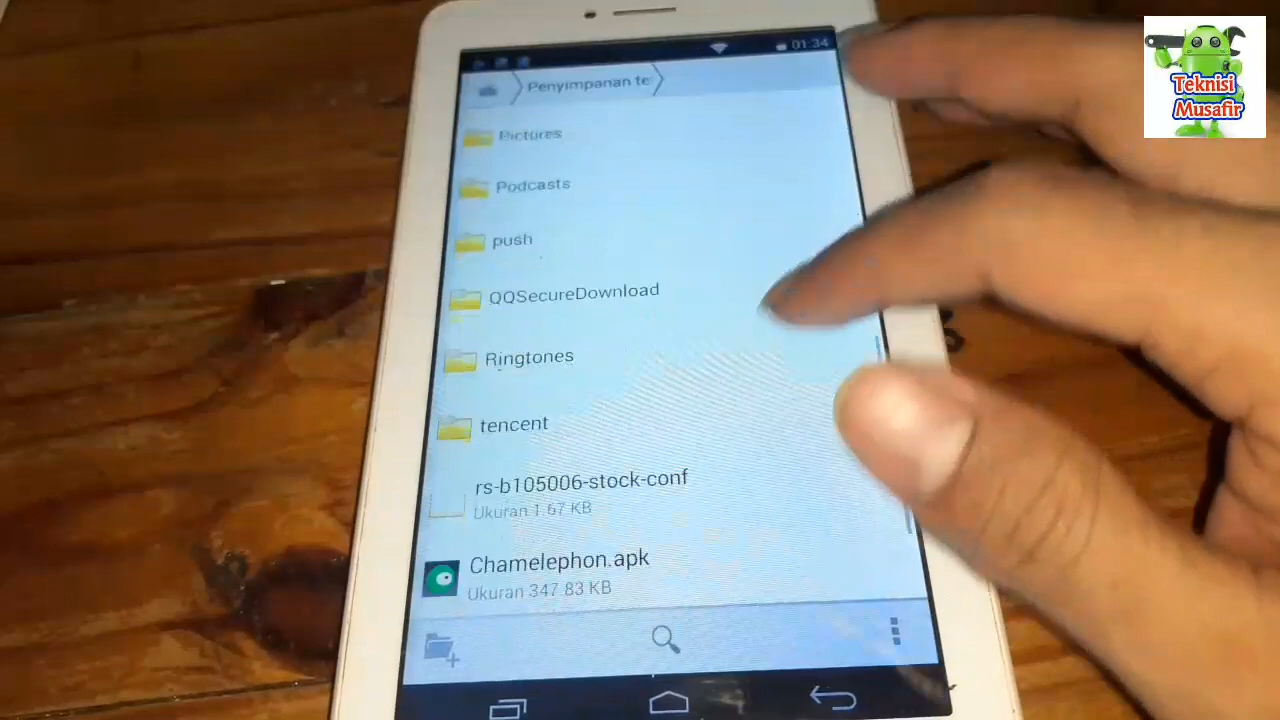 01:34
Penyimpanan te
Pictures
Podcasts
push
QQSecureDownload
Ringtones
tencent
rs-b105006-stock-conf
Ukuran 1.67 KB
Chamelephon.apk
Ukuran 347.83 KB
Teknisi
Musafir